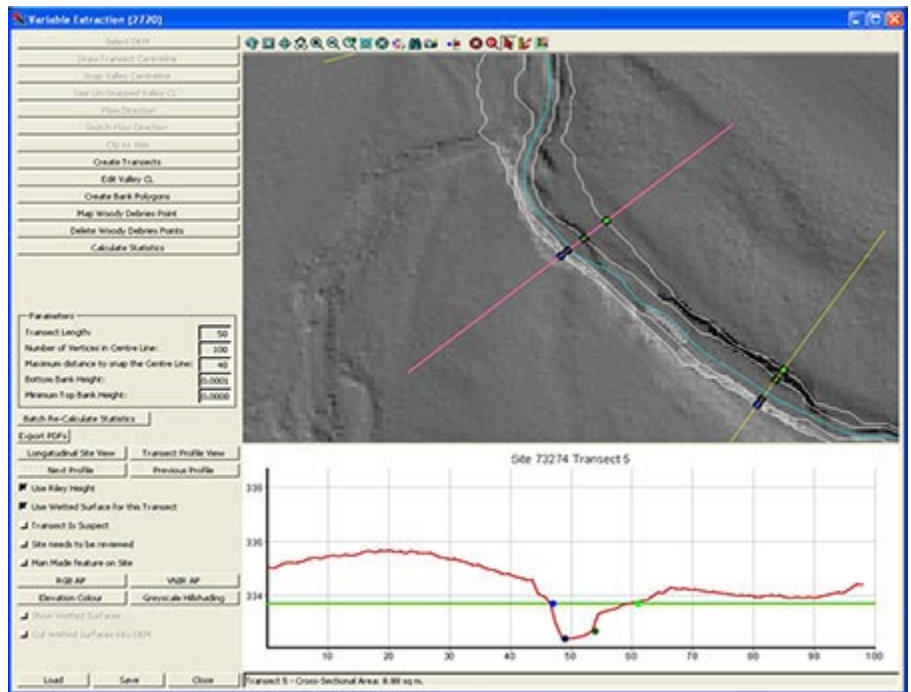 Variable Extraction (2720)
Select DEM
Draw Transect Centreline
Snap Valley Centreline
Use Un-Snapped Valley CL
Flow Direction
Switch Flow Direction
Clip to Site
Create Transects
Edit Valley CL
Create Bank Polygons
Map Woody Debries Point
Delete Woody Debries Points
Calculate Statistics
Parameters
Transect Length: 50
Number of Vertices in Centre Line: 100
Maximum distance to snap the Centre Line: 40
Bottom Bank Height: 0.0001
Minimum Top Bank Height: 0.0000
Batch Re-Calculate Statistics
Export PDFs
Longitudinal Site View Transect Profile View
Next Profile Previous Profile
Use Riley Height
Use Wetted Surface for this Transect
Transect Is Suspect
Site needs to be reviewed
Man Made feature on Site
RGB AP VNIR AP
Elevation Colour Greyscale Hillshading
Show Wetted Surfaces
Cut Wetted Surfaces into DEM
Load Save Close
Site 73274 Transect 5
338
336
334
10 20 30 40 50 60 70 80 90 100
Transect 5 - Cross-Sectional Area: 8.80 sq m.